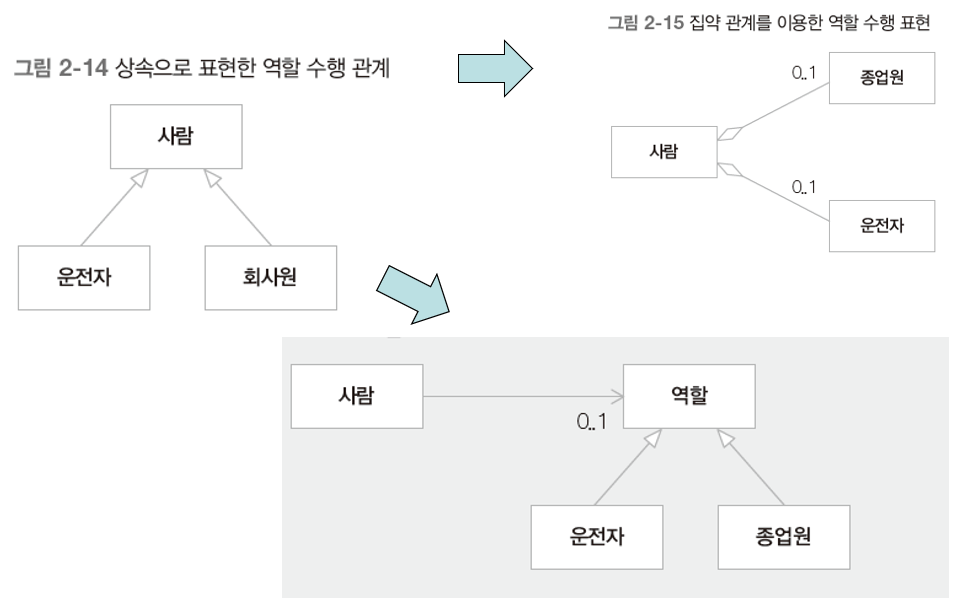 그림 2-14 상속으로 표현한 역할 수행 관계
사람
운전자
회사원
그림 2-15 집약 관계를 이용한 역할 수행 표현
0..1
종업원
사람
0..1
운전자
사람
0..1
역할
운전자
종업원